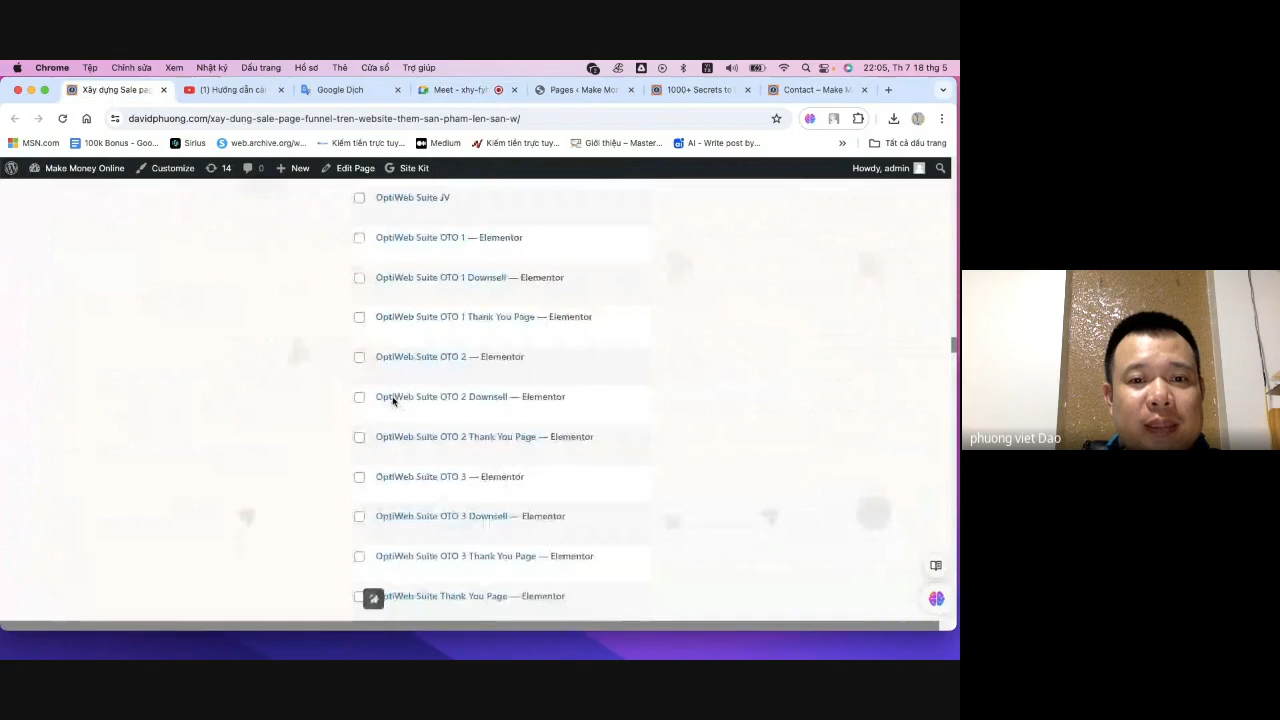 Chrome Tệp Chỉnh sửa Xem Nhật ký Dấu trang Hồ sơ Thẻ Cửa sổ Trợ giúp 22:05, Th 7 18 thg 5
Xây dựng Sale pa (1) Hướng dẫn cà Google Dịch Meet - xhy-fyl Pages ‹ Make Mo 1000+ Secrets to Contact – Make M
davidphuong.com/xay-dung-sale-page-funnel-tren-website-them-san-pham-len-san-w/
MSN.com 100k Bonus - Goo... Sirius web.archive.org/w... Kiếm tiền trực tuy... Medium Kiếm tiền trực tuy... Giới thiệu – Master... AI - Write post by... » Tất cả dấu trang
Make Money Online Customize 14 0 New Edit Page Site Kit Howdy, admin
OptiWeb Suite JV
OptiWeb Suite OTO 1 — Elementor
OptiWeb Suite OTO 1 Downsell — Elementor
OptiWeb Suite OTO 1 Thank You Page — Elementor
OptiWeb Suite OTO 2 — Elementor
OptiWeb Suite OTO 2 Downsell — Elementor
OptiWeb Suite OTO 2 Thank You Page — Elementor
OptiWeb Suite OTO 3 — Elementor
OptiWeb Suite OTO 3 Downsell — Elementor
OptiWeb Suite OTO 3 Thank You Page — Elementor
OptiWeb Suite Thank You Page — Elementor
phuong viet Dao